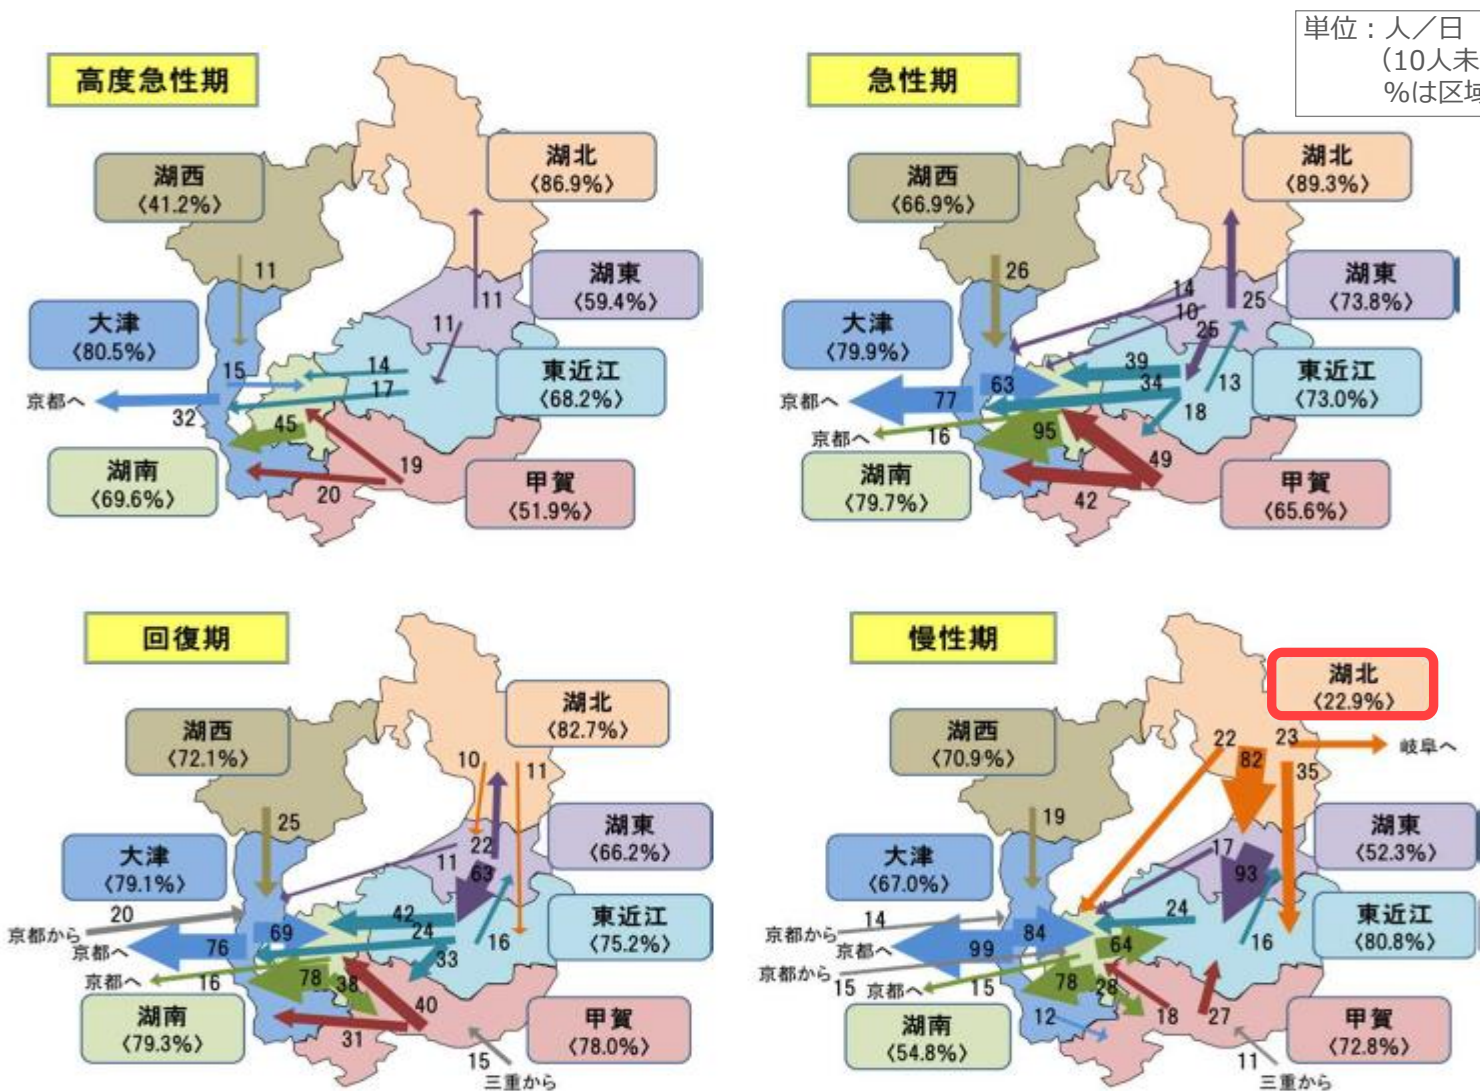 単位：人／日
（10人未
%は区域
高度急性期
湖西
〈41.2%〉
湖北
〈86.9%〉
湖東
〈59.4%〉
大津
〈80.5%〉
東近江
〈68.2%〉
湖南
〈69.6%〉
甲賀
〈51.9%〉
11
11
11
15
14
17
京都へ
32
45
19
20
急性期
湖西
〈66.9%〉
湖北
〈89.3%〉
湖東
〈73.8%〉
大津
〈79.9%〉
東近江
〈73.0%〉
湖南
〈79.7%〉
甲賀
〈65.6%〉
26
14
10
25
25
39
34
13
18
63
77
京都へ
京都へ
16
95
49
42
回復期
湖北
〈82.7%〉
湖西
〈72.1%〉
湖東
〈66.2%〉
大津
〈79.1%〉
東近江
〈75.2%〉
湖南
〈79.3%〉
甲賀
〈78.0%〉
10
11
25
22
11
63
20
京都から
京都へ
76
69
42
24
16
33
京都へ
16
78
38
40
31
15
三重から
慢性期
湖北
〈22.9%〉
湖西
〈70.9%〉
湖東
〈52.3%〉
大津
〈67.0%〉
東近江
〈80.8%〉
湖南
〈54.8%〉
甲賀
〈72.8%〉
22
23
岐阜へ
82
35
19
17
93
14
京都から
京都へ
99
84
24
64
16
京都から
15
京都へ
15
78
28
12
18
27
11
三重から